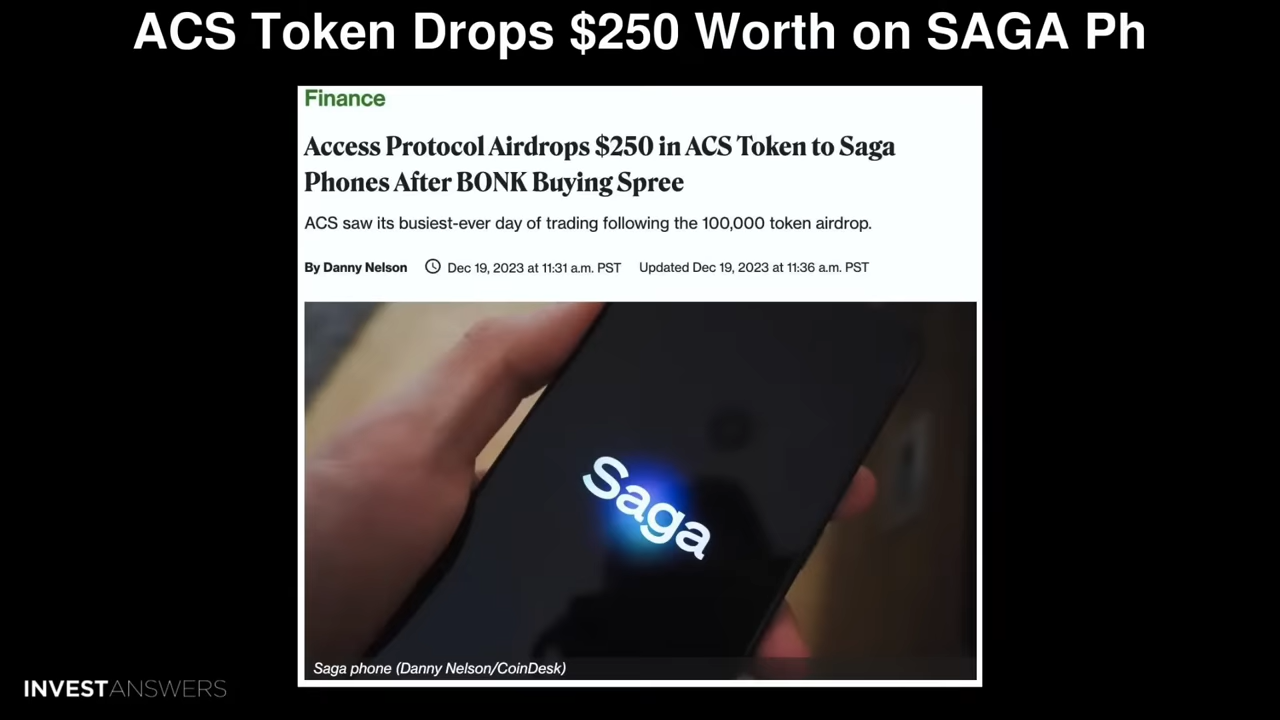 ACS Token Drops $250 Worth on SAGA Ph
Finance
Access Protocol Airdrops $250 in ACS Token to Saga
Phones After BONK Buying Spree
ACS saw its busiest-ever day of trading following the 100,000 token airdrop.
By Danny Nelson Dec 19, 2023 at 11:31 a.m. PST Updated Dec 19, 2023 at 11:36 a.m. PST
Saga
Saga phone (Danny Nelson/CoinDesk)
INVESTANSWERS